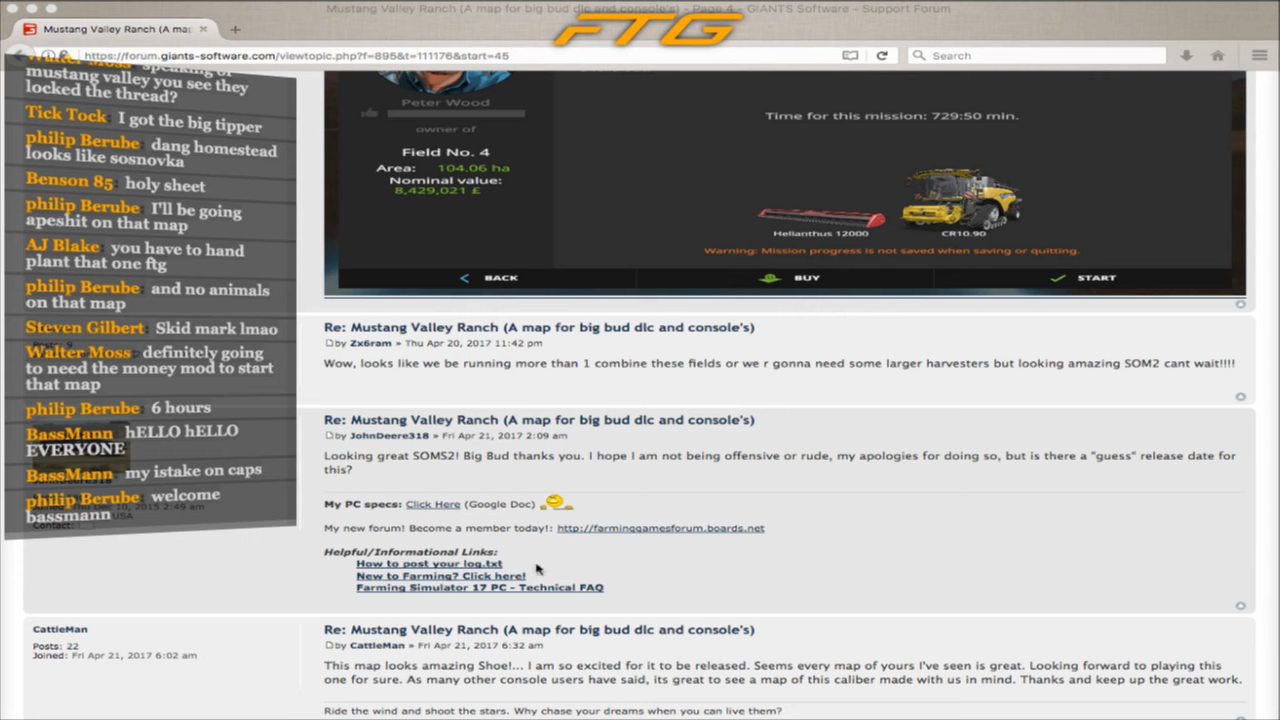 Mustang Valley Ranch (A map for big bud dlc and console's) - Page 4 - GIANTS Software - Support Forum
FTG
Mustang Valley Ranch (A ma
https://forum.giants-software.com/viewtopic.php?f=895&t=111176&start=45
Search
Walter Moss: speaking of
mustang valley you see they
locked the thread?
Tick Tock: I got the big tipper
philip Berube: dang homestead
looks like sosnovka
Benson 85: holy sheet
philip Berube: I'll be going
apeshit on that map
AJ Blake: you have to hand
plant that one ftg
philip Berube: and no animals
on that map
Steven Gilbert: Skid mark lmao
Walter Moss: definitely going
to need the money mod to start
that map
philip Berube: 6 hours
BassMann: hELLO hELLO
EVERYONE
BassMann: my istake on caps
philip Berube: welcome
bassmann
Peter Wood
owner of
Field No. 4
Area: 104.06 ha
Nominal value:
8,429,021 £
Time for this mission: 729:50 min.
Helianthus 12000
CR10.90
Warning: Mission progress is not saved when saving or quitting.
BACK
BUY
START
Re: Mustang Valley Ranch (A map for big bud dlc and console's)
by Zx6ram » Thu Apr 20, 2017 11:42 pm
Wow, looks like we be running more than 1 combine these fields or we r gonna need some larger harvesters but looking amazing SOM2 cant wait!!!!
Re: Mustang Valley Ranch (A map for big bud dlc and console's)
by JohnDeere318 » Fri Apr 21, 2017 2:09 am
Looking great SOMS2! Big Bud thank you. I hope I am not being offensive or rude, my apologies for doing so, but is there a "guess" release date for
this?
My PC specs: Click Here (Google Doc)
My new forum! Become a member today!: http://farminggamesforum.boards.net
Helpful/Informational Links:
How to post your log.txt
New to Farming? Click here!
Farming Simulator 17 PC - Technical FAQ
CattleMan
Posts: 22
Joined: Fri Apr 21, 2017 6:02 am
Re: Mustang Valley Ranch (A map for big bud dlc and console's)
by CattleMan » Fri Apr 21, 2017 6:32 am
This map looks amazing Shoe!... I am so excited for it to be released. Seems every map of yours I've seen is great. Looking forward to playing this
one for sure. As many other console users have said, its great to see a map of this caliber made with us in mind. Thanks and keep up the great work.
Ride the wind and shoot the stars. Why chase your dreams when you can live them?